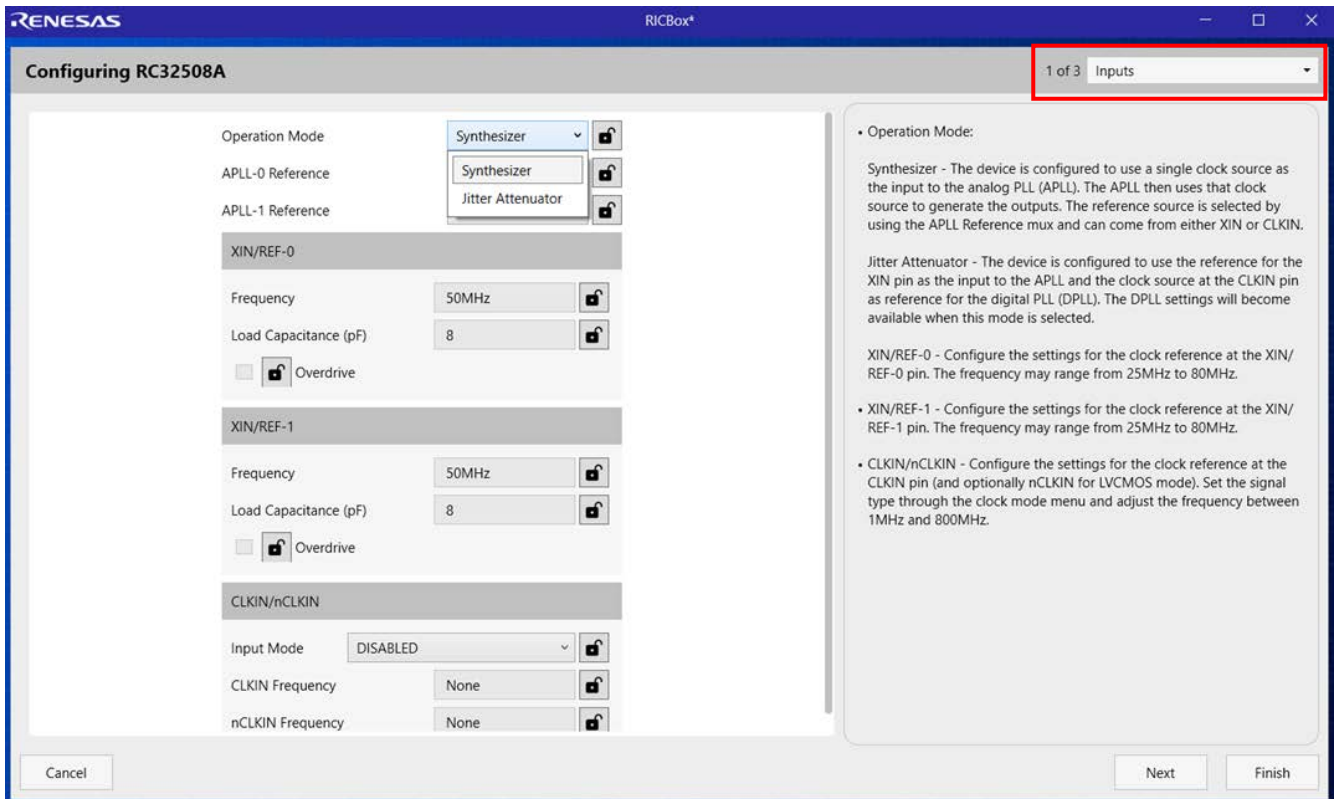 RENESAS
RICBox*
Configuring RC32508A
1 of 3 Inputs
Operation Mode Synthesizer
Synthesizer
Jitter Attenuator
APLL-0 Reference
APLL-1 Reference
XIN/REF-0
Frequency 50MHz
Load Capacitance (pF) 8
Overdrive
XIN/REF-1
Frequency 50MHz
Load Capacitance (pF) 8
Overdrive
CLKIN/nCLKIN
Input Mode DISABLED
CLKIN Frequency None
nCLKIN Frequency None
• Operation Mode:
Synthesizer - The device is configured to use a single clock source as
the input to the analog PLL (APLL). The APLL then uses that clock
source to generate the outputs. The reference source is selected by
using the APLL Reference mux and can come from either XIN or CLKIN.
Jitter Attenuator - The device is configured to use the reference for the
XIN pin as the input to the APLL and the clock source at the CLKIN pin
as reference for the digital PLL (DPLL). The DPLL settings will become
available when this mode is selected.
XIN/REF-0 - Configure the settings for the clock reference at the XIN/
REF-0 pin. The frequency may range from 25MHz to 80MHz.
• XIN/REF-1 - Configure the settings for the clock reference at the XIN/
REF-1 pin. The frequency may range from 25MHz to 80MHz.
• CLKIN/nCLKIN - Configure the settings for the clock reference at the
CLKIN pin (and optionally nCLKIN for LVCMOS mode). Set the signal
type through the clock mode menu and adjust the frequency between
1MHz and 800MHz.
Cancel
Next
Finish